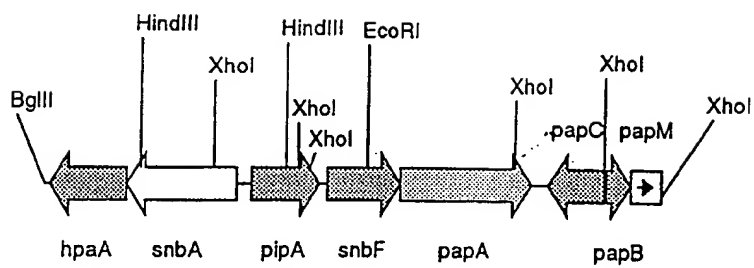 HindIII HindIII EcoRI
XhoI XhoI
BglII XhoI XhoI papC papM XhoI
XhoI
hpaA snbA pipA snbF papA papB